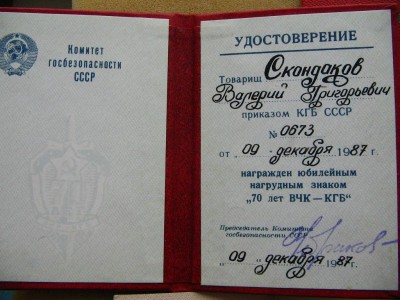 Комитет
госбезопасности
СССР
УДОСТОВЕРЕНИЕ
Товарищ Скондаков
Валерий Григорьевич
приказом КГБ СССР
№ 0673
от „09„ декабря 1987 г.
награжден юбилейным
нагрудным знаком
„70 лет ВЧК—КГБ“
Председатель Комитета
госбезопасности СССР
„09„ декабря 1987 г.